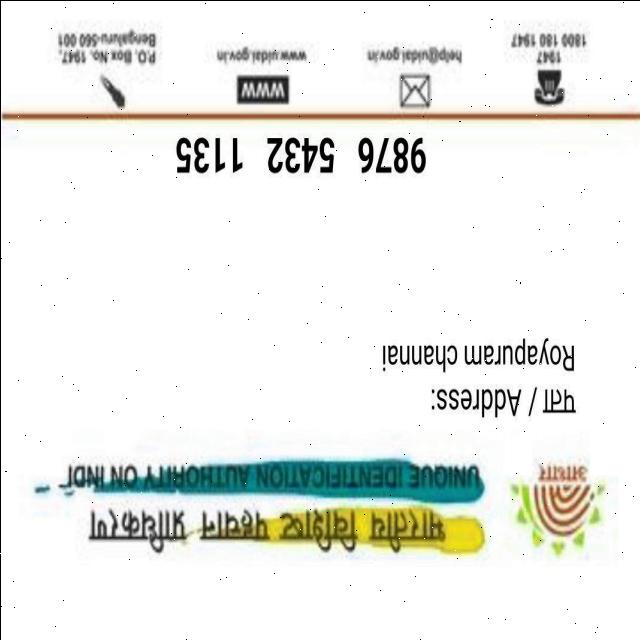 भारतीय विशिष्ट पहचान प्राधिकरण
UNIQUE IDENTIFICATION AUTHORITY ON INDI
पता / Address:
Royapuram channai
9876 5432 1135
1947
1800 180 1947
help@uidai.gov.in
WWW
www.uidai.gov.in
P.O. Box No. 1947,
Bengaluru-560 001